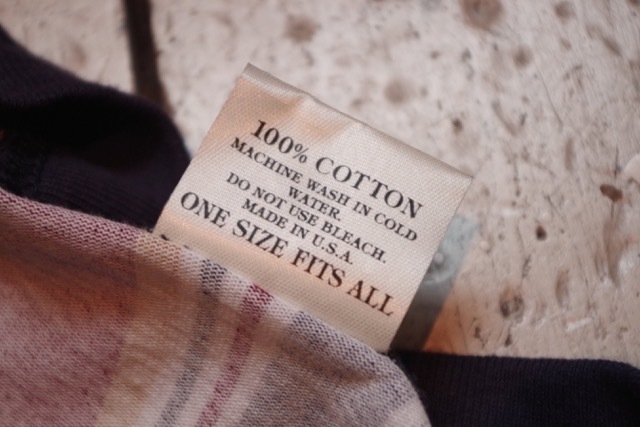 100% COTTON
MACHINE WASH IN COLD
WATER.
DO NOT USE BLEACH.
MADE IN U.S.A.
ONE SIZE FITS ALL